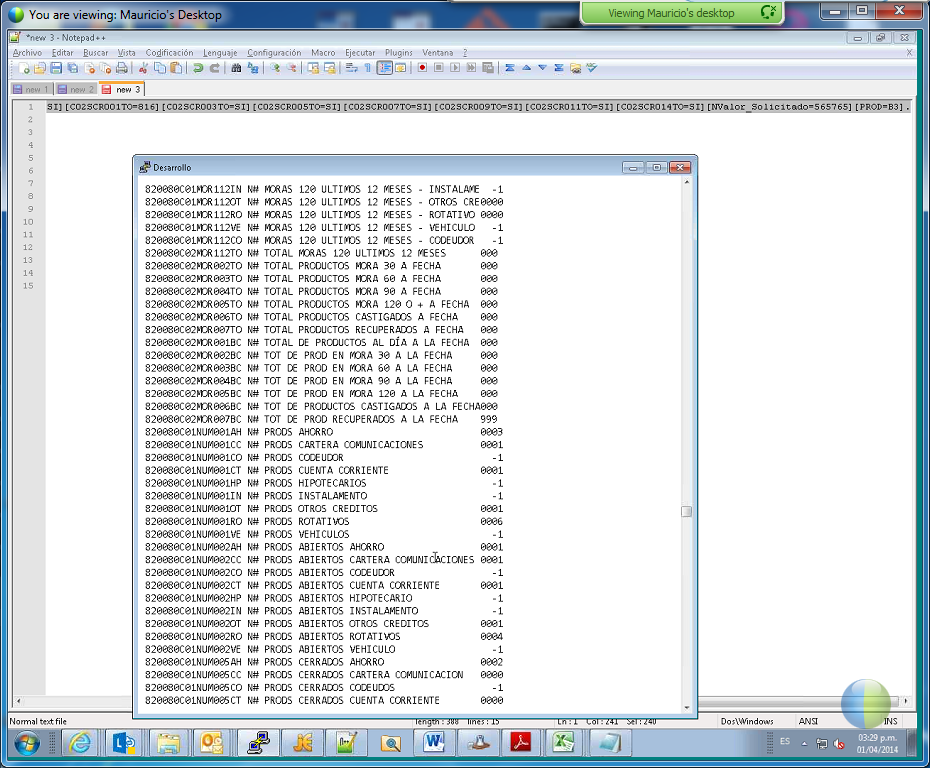 You are viewing: Mauricio's Desktop
Viewing Mauricio's desktop
*new 3 - Notepad++
Archivo Editar Buscar Vista Codificación Lenguaje Configuración Macro Ejecutar Plugins Ventana ?
new 1 new 2 new 3
1 SI][C02SCR001TO=816][C02SCR003TO=SI][C02SCR005TO=SI][C02SCR007TO=SI][C02SCR009TO=SI][C02SCR011TO=SI][C02SCR014TO=SI][NValor_Solicitado=565765][PROD=B3].
2
3
4
5
6
7
8
9
10
11
12
13
14
15
Desarrollo
820080C01MOR112IN N# MORAS 120 ULTIMOS 12 MESES - INSTALAME -1
820080C01MOR112OT N# MORAS 120 ULTIMOS 12 MESES - OTROS CRE0000
820080C01MOR112RO N# MORAS 120 ULTIMOS 12 MESES - ROTATIVO 0000
820080C01MOR112VE N# MORAS 120 ULTIMOS 12 MESES - VEHICULO -1
820080C01MOR112CO N# MORAS 120 ULTIMOS 12 MESES - CODEUDOR -1
820080C02MOR112TO N# TOTAL MORAS 120 ULTIMOS 12 MESES 000
820080C02MOR002TO N# TOTAL PRODUCTOS MORA 30 A FECHA 000
820080C02MOR003TO N# TOTAL PRODUCTOS MORA 60 A FECHA 000
820080C02MOR004TO N# TOTAL PRODUCTOS MORA 90 A FECHA 000
820080C02MOR005TO N# TOTAL PRODUCTOS MORA 120 O + A FECHA 000
820080C02MOR006TO N# TOTAL PRODUCTOS CASTIGADOS A FECHA 000
820080C02MOR007TO N# TOTAL PRODUCTOS RECUPERADOS A FECHA 000
820080C02MOR001BC N# TOTAL DE PRODUCTOS AL DÍA A LA FECHA 000
820080C02MOR002BC N# TOT DE PROD EN MORA 30 A LA FECHA 000
820080C02MOR003BC N# TOT DE PROD EN MORA 60 A LA FECHA 000
820080C02MOR004BC N# TOT DE PROD EN MORA 90 A LA FECHA 000
820080C02MOR005BC N# TOT DE PROD EN MORA 120 A LA FECHA 000
820080C02MOR006BC N# TOT DE PRODUCTOS CASTIGADOS A LA FECHA000
820080C02MOR007BC N# TOT DE PROD RECUPERADOS A LA FECHA 999
820080C01NUM001AH N# PRODS AHORRO 0003
820080C01NUM001CC N# PRODS CARTERA COMUNICACIONES 0001
820080C01NUM001CO N# PRODS CODEUDOR -1
820080C01NUM001CT N# PRODS CUENTA CORRIENTE 0001
820080C01NUM001HP N# PRODS HIPOTECARIOS -1
820080C01NUM001IN N# PRODS INSTALAMENTO -1
820080C01NUM001OT N# PRODS OTROS CREDITOS 0001
820080C01NUM001RO N# PRODS ROTATIVOS 0006
820080C01NUM001VE N# PRODS VEHICULOS -1
820080C01NUM002AH N# PRODS ABIERTOS AHORRO 0001
820080C01NUM002CC N# PRODS ABIERTOS CARTERA COMUNICACIONES 0001
820080C01NUM002CO N# PRODS ABIERTOS CODEUDOR -1
820080C01NUM002CT N# PRODS ABIERTOS CUENTA CORRIENTE 0001
820080C01NUM002HP N# PRODS ABIERTOS HIPOTECARIO -1
820080C01NUM002IN N# PRODS ABIERTOS INSTALAMENTO -1
820080C01NUM002OT N# PRODS ABIERTOS OTROS CREDITOS 0001
820080C01NUM002RO N# PRODS ABIERTOS ROTATIVOS 0004
820080C01NUM002VE N# PRODS ABIERTOS VEHICULO -1
820080C01NUM005AH N# PRODS CERRADOS AHORRO 0002
820080C01NUM005CC N# PRODS CERRADOS CARTERA COMUNICACION 0000
820080C01NUM005CO N# PRODS CERRADOS CODEUDOS -1
820080C01NUM005CT N# PRODS CERRADOS CUENTA CORRIENTE 0000
Normal text file length : 388 lines : 15 Ln : 1 Col : 241 Sel : 240 Dos\Windows ANSI INS
ES
03:29 p.m.
01/04/2014